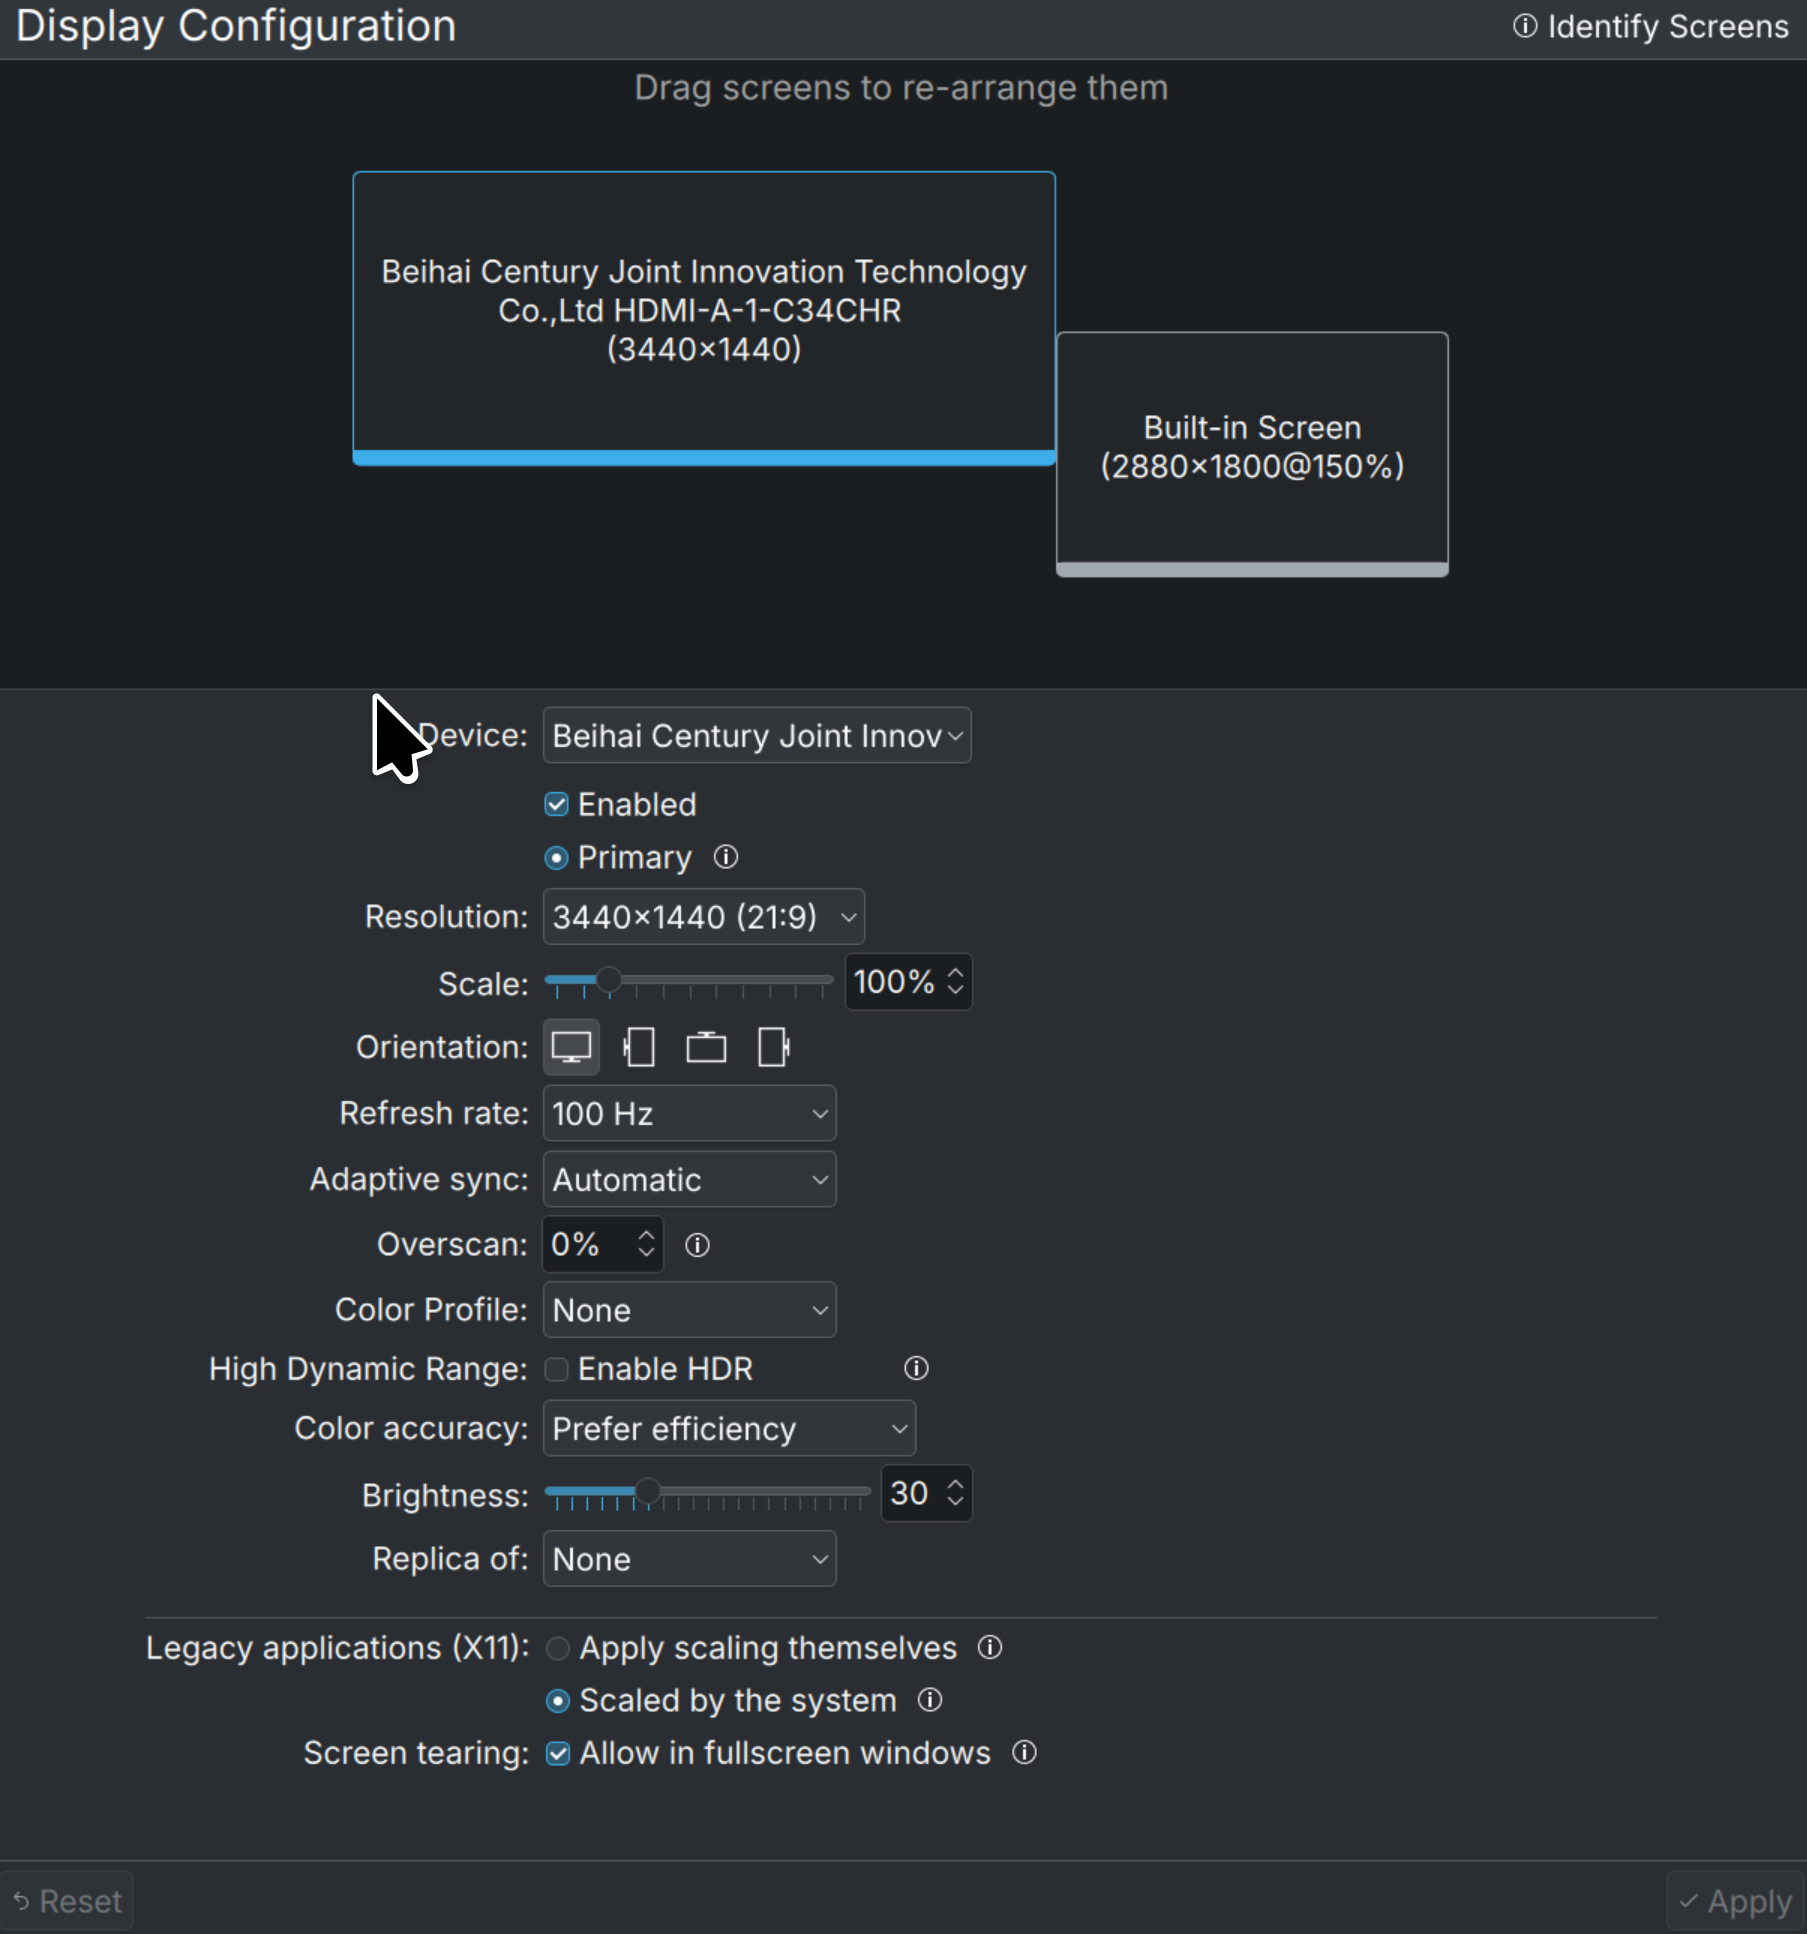 Display Configuration
Identify Screens
Drag screens to re-arrange them
Beihai Century Joint Innovation Technology
Co.,Ltd HDMI-A-1-C34CHR
(3440×1440)
Built-in Screen
(2880×1800@150%)
Device: Beihai Century Joint Innov
Enabled
Primary
Resolution: 3440×1440 (21:9)
Scale: 100%
Orientation:
Refresh rate: 100 Hz
Adaptive sync: Automatic
Overscan: 0%
Color Profile: None
High Dynamic Range: Enable HDR
Color accuracy: Prefer efficiency
Brightness: 30
Replica of: None
Legacy applications (X11): Apply scaling themselves
Scaled by the system
Screen tearing: Allow in fullscreen windows
Reset
Apply